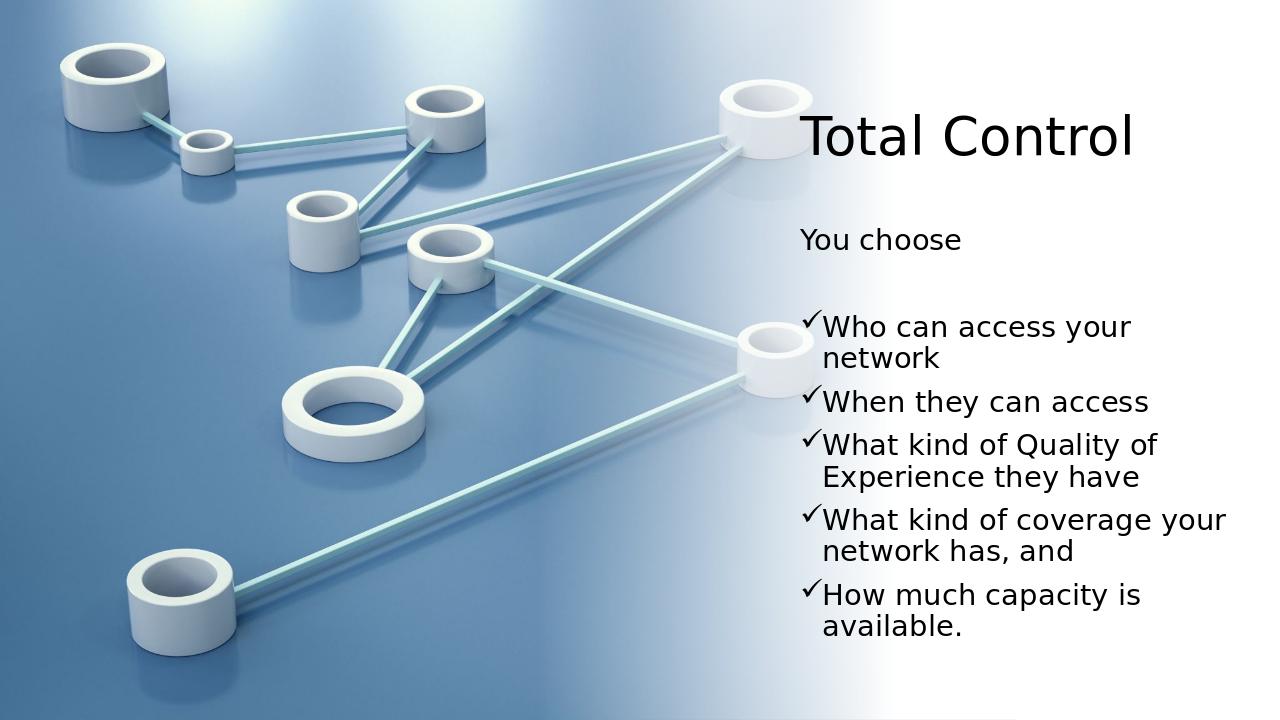 Total Control
You choose
✓Who can access your
network
✓When they can access
✓What kind of Quality of
Experience they have
✓What kind of coverage your
network has, and
✓How much capacity is
available.